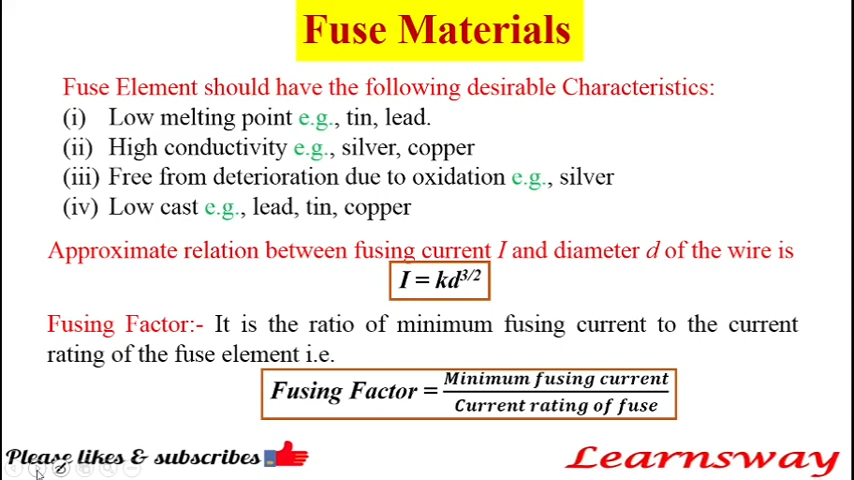 Fuse Materials
Fuse Element should have the following desirable Characteristics:
(i) Low melting point e.g., tin, lead.
(ii) High conductivity e.g., silver, copper
(iii) Free from deterioration due to oxidation e.g., silver
(iv) Low cast e.g., lead, tin, copper
Approximate relation between fusing current I and diameter d of the wire is
I = kd^3/2
Fusing Factor:- It is the ratio of minimum fusing current to the current
rating of the fuse element i.e.
Fusing Factor = Minimum fusing current / Current rating of fuse
Please likes & subscribes
Learnsway